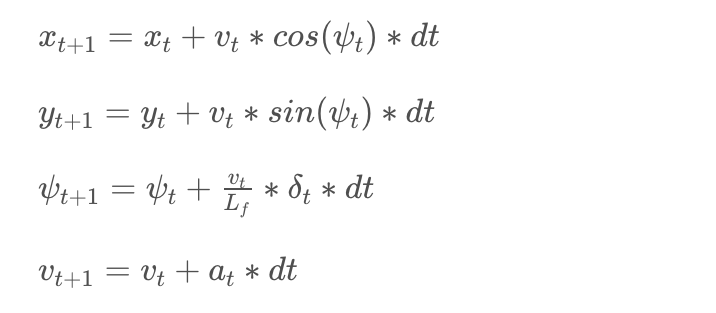 x_{t+1} = x_t + v_t * cos(ψ_t) * dt
y_{t+1} = y_t + v_t * sin(ψ_t) * dt
ψ_{t+1} = ψ_t + \frac{v_t}{L_f} * δ_t * dt
v_{t+1} = v_t + a_t * dt